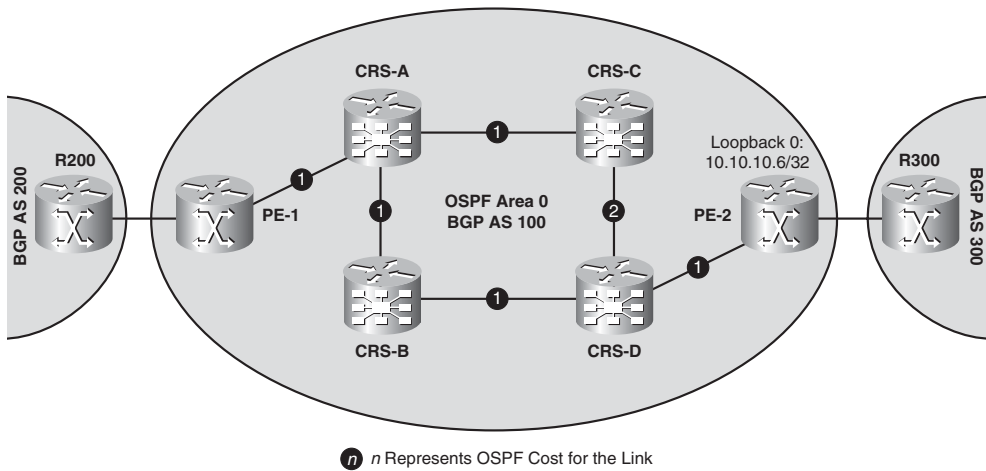 CRS-A
CRS-C
Loopback 0:
10.10.10.6/32
R200
R300
BGP AS 200
PE-1
1
1
1
OSPF Area 0
BGP AS 100
2
PE-2
1
1
BGP AS 300
CRS-B
CRS-D
n n Represents OSPF Cost for the Link